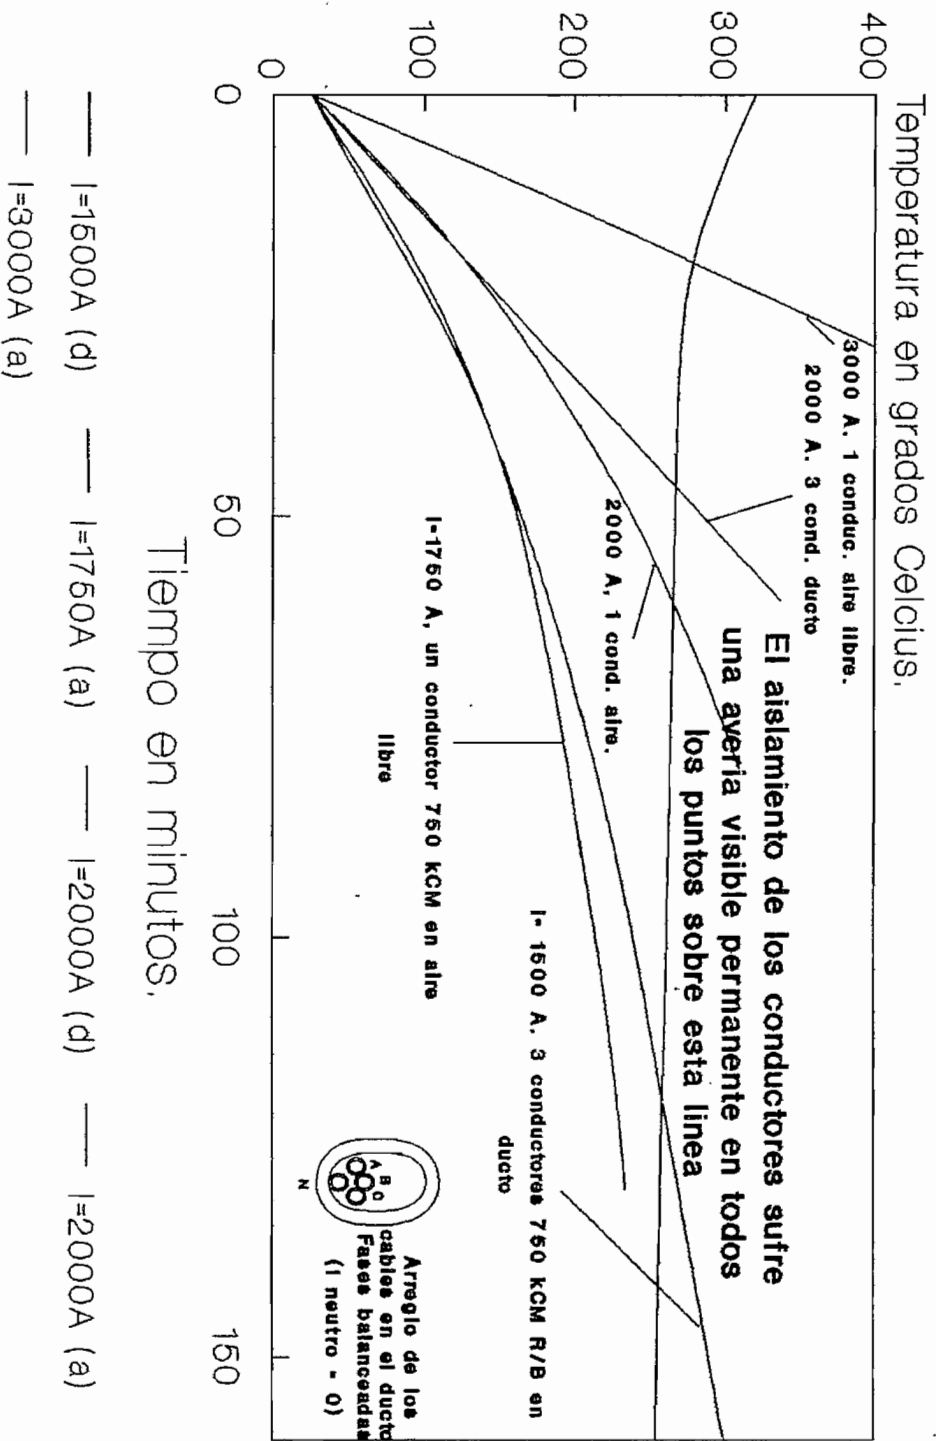 Temperatura en grados Celcius.
400
300
200
100
0
0
50
100
150
3000 A. 1 conduc. aire libre.
2000 A. 3 cond. ducto
2000 A, 1 cond. aire.
El aislamiento de los conductores sufre
una averia visible permanente en todos
los puntos sobre esta linea
I=1750 A, un conductor 750 kCM en aire
libre
I= 1500 A. 3 conductores 750 kCM R/B en
ducto
A
B
C
N
Arreglo de los
cables en el ducto
Fases balanceadas
(I neutro = 0)
Tiempo en minutos.
I=1500A (d) I=1750A (a) I=2000A (d) I=2000A (a)
I=3000A (a)